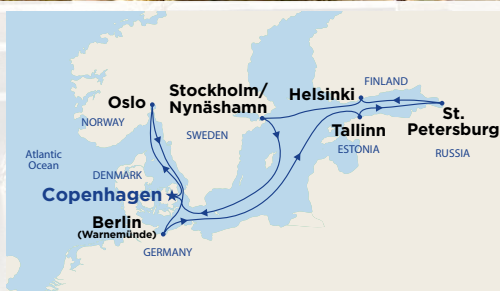 Stockholm/
Nynäshamn
Oslo
Helsinki
FINLAND
St.
Petersburg
NORWAY
SWEDEN
Tallinn
ESTONIA
RUSSIA
Atlantic
Ocean
DENMARK
Copenhagen
Berlin
(Warnemünde)
GERMANY